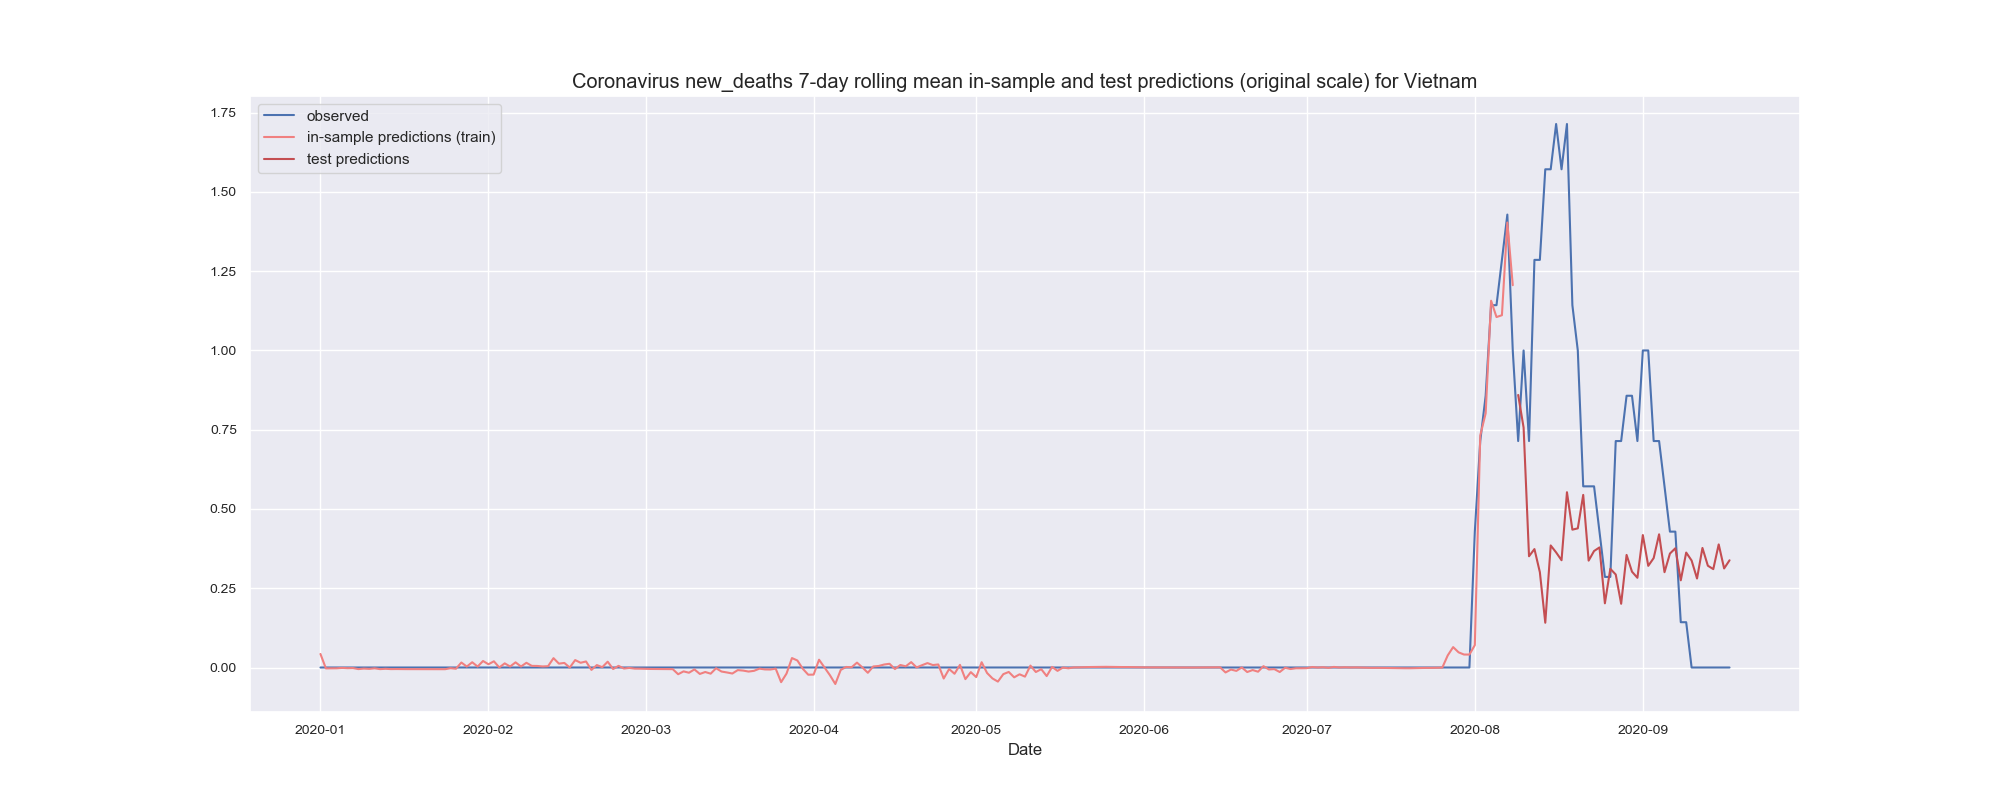 Coronavirus new_deaths 7-day rolling mean in-sample and test predictions (original scale) for Vietnam
observed
in-sample predictions (train)
test predictions
1.75
1.50
1.25
1.00
0.75
0.50
0.25
0.00
2020-01 2020-02 2020-03 2020-04 2020-05 2020-06 2020-07 2020-08 2020-09
Date